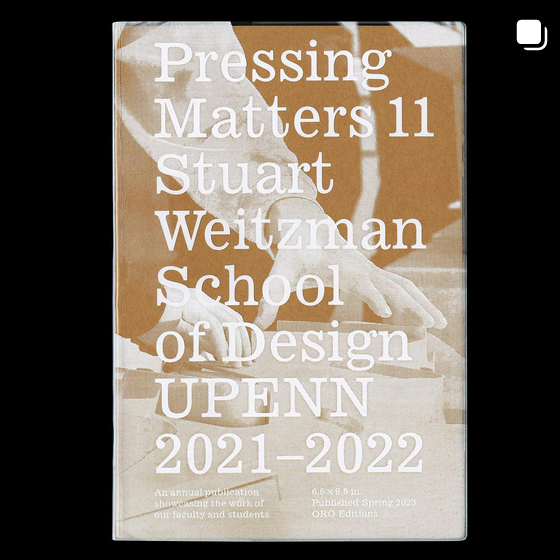 Pressing
Matters 11
Stuart
Weitzman
School
of Design
UPENN
2021–2022
An annual publication
showcasing the work of
our faculty and students
6.5 × 9.5 in.
Published Spring 2023
ORO Editions